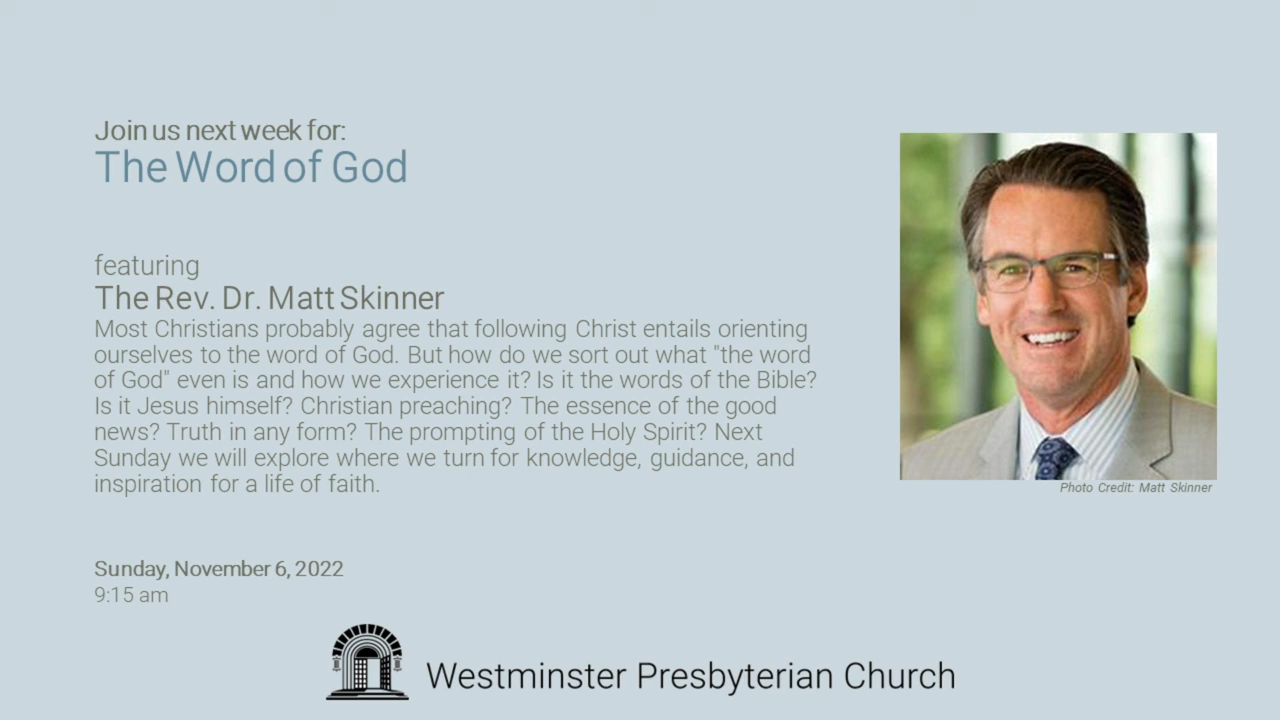 Join us next week for:
The Word of God
featuring
The Rev. Dr. Matt Skinner
Most Christians probably agree that following Christ entails orienting
ourselves to the word of God. But how do we sort out what "the word
of God" even is and how we experience it? Is it the words of the Bible?
Is it Jesus himself? Christian preaching? The essence of the good
news? Truth in any form? The prompting of the Holy Spirit? Next
Sunday we will explore where we turn for knowledge, guidance, and
inspiration for a life of faith.
Photo Credit: Matt Skinner
Sunday, November 6, 2022
9:15 am
Westminster Presbyterian Church